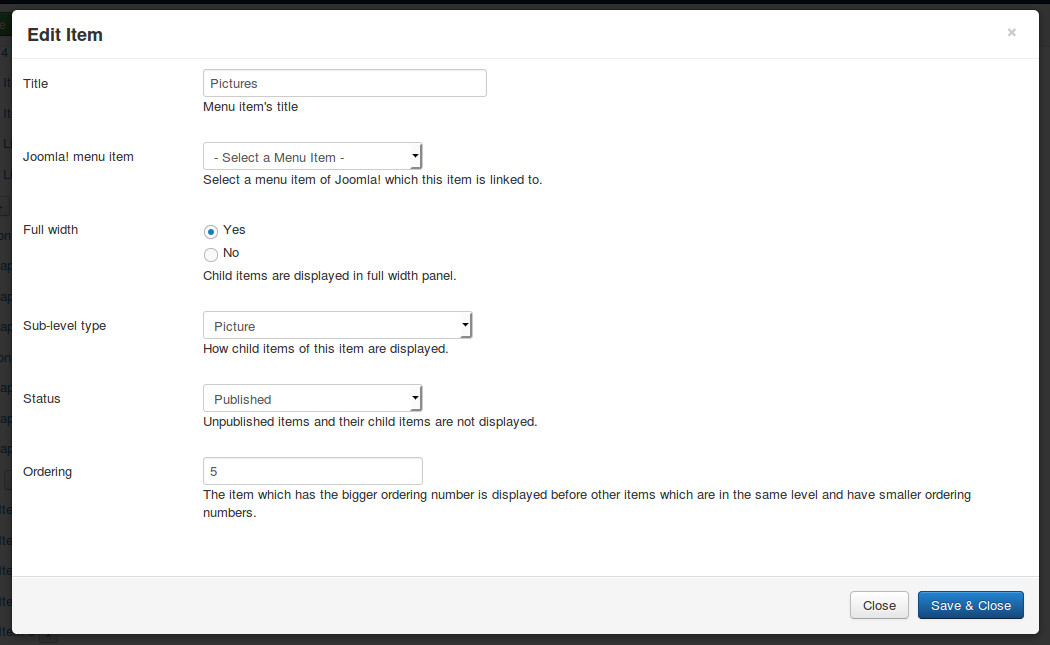 Edit Item
×
Title
Pictures
Menu item's title
Joomla! menu item
- Select a Menu Item -
Select a menu item of Joomla! which this item is linked to.
Full width
Yes
No
Child items are displayed in full width panel.
Sub-level type
Picture
How child items of this item are displayed.
Status
Published
Unpublished items and their child items are not displayed.
Ordering
5
The item which has the bigger ordering number is displayed before other items which are in the same level and have smaller ordering
numbers.
Close
Save & Close